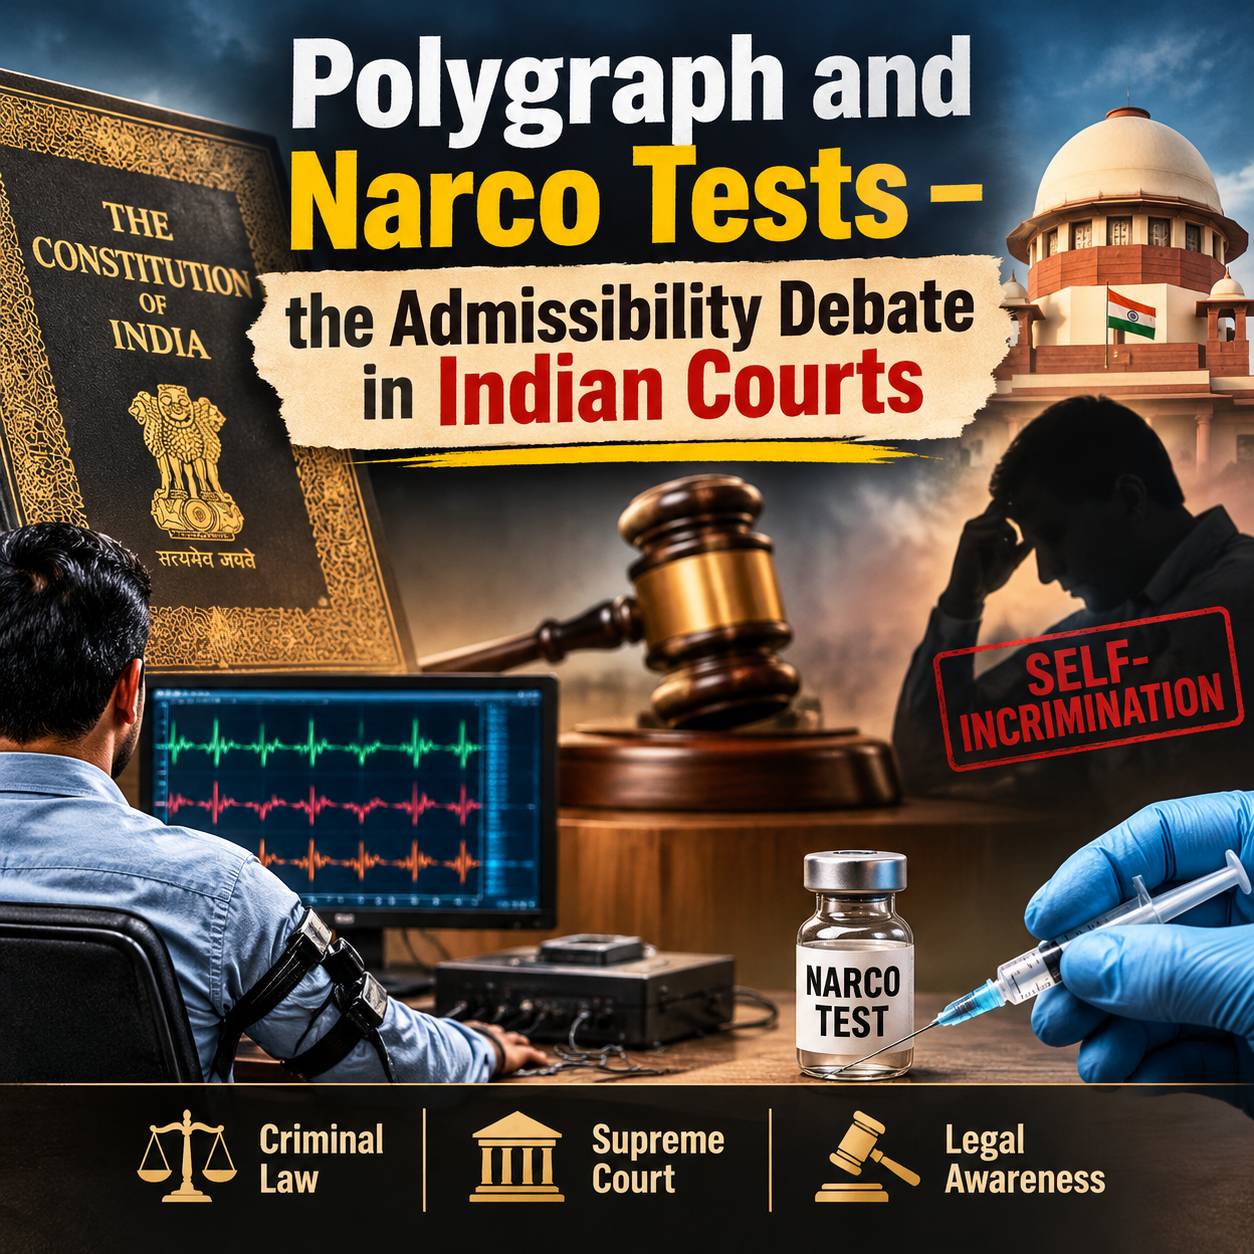 Polygraph and
Narco Tests –
the Admissibility Debate
in Indian Courts
THE
CONSTITUTION
OF
INDIA
सत्यमेव जयते
SELF-
INCRIMINATION
NARCO
TEST
Criminal
Law
Supreme
Court
Legal
Awareness